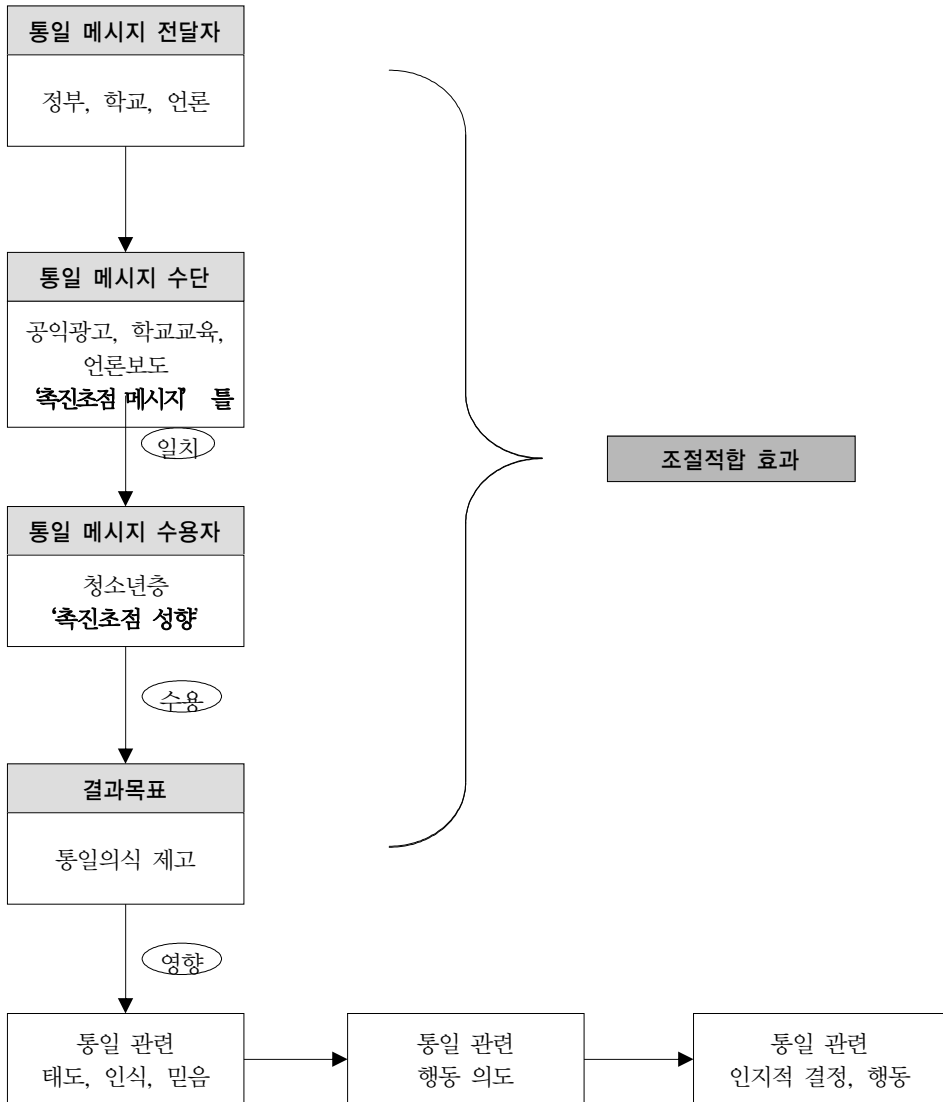 통일 메시지 전달자
정부, 학교, 언론
통일 메시지 수단
공익광고, 학교교육,
언론보도
‘촉진초점 메시지’ 틀
일치
조절적합 효과
통일 메시지 수용자
청소년층
‘촉진초점 성향’
수용
결과목표
통일의식 제고
영향
통일 관련
태도, 인식, 믿음
통일 관련
행동 의도
통일 관련
인지적 결정, 행동